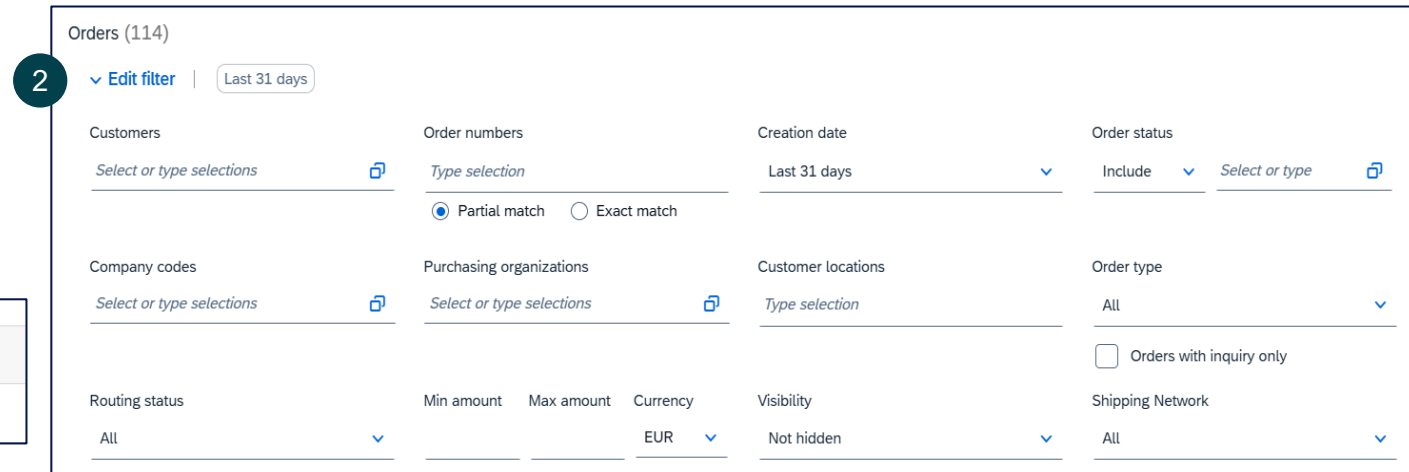 Orders (114)
2
Edit filter | Last 31 days
Customers Order numbers Creation date Order status
Select or type selections Type selection Last 31 days Include Select or type
Partial match Exact match
Company codes Purchasing organizations Customer locations Order type
Select or type selections Select or type selections Type selection All
Orders with inquiry only
Routing status Min amount Max amount Currency Visibility Shipping Network
All EUR Not hidden All